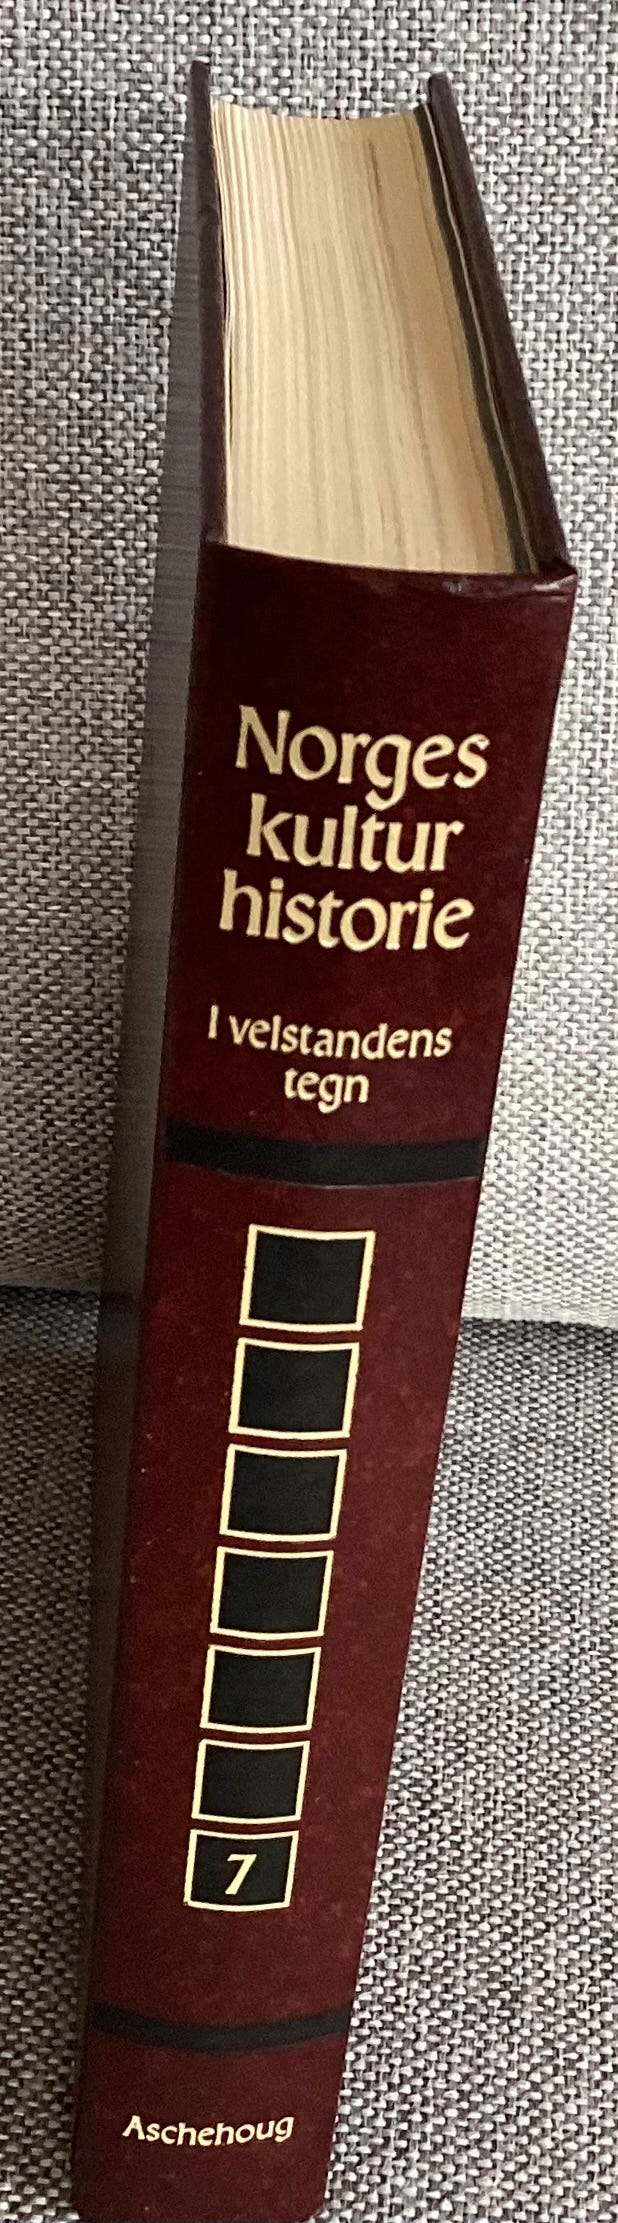 Norges
kultur
historie
I velstandens
tegn
7
Aschehoug